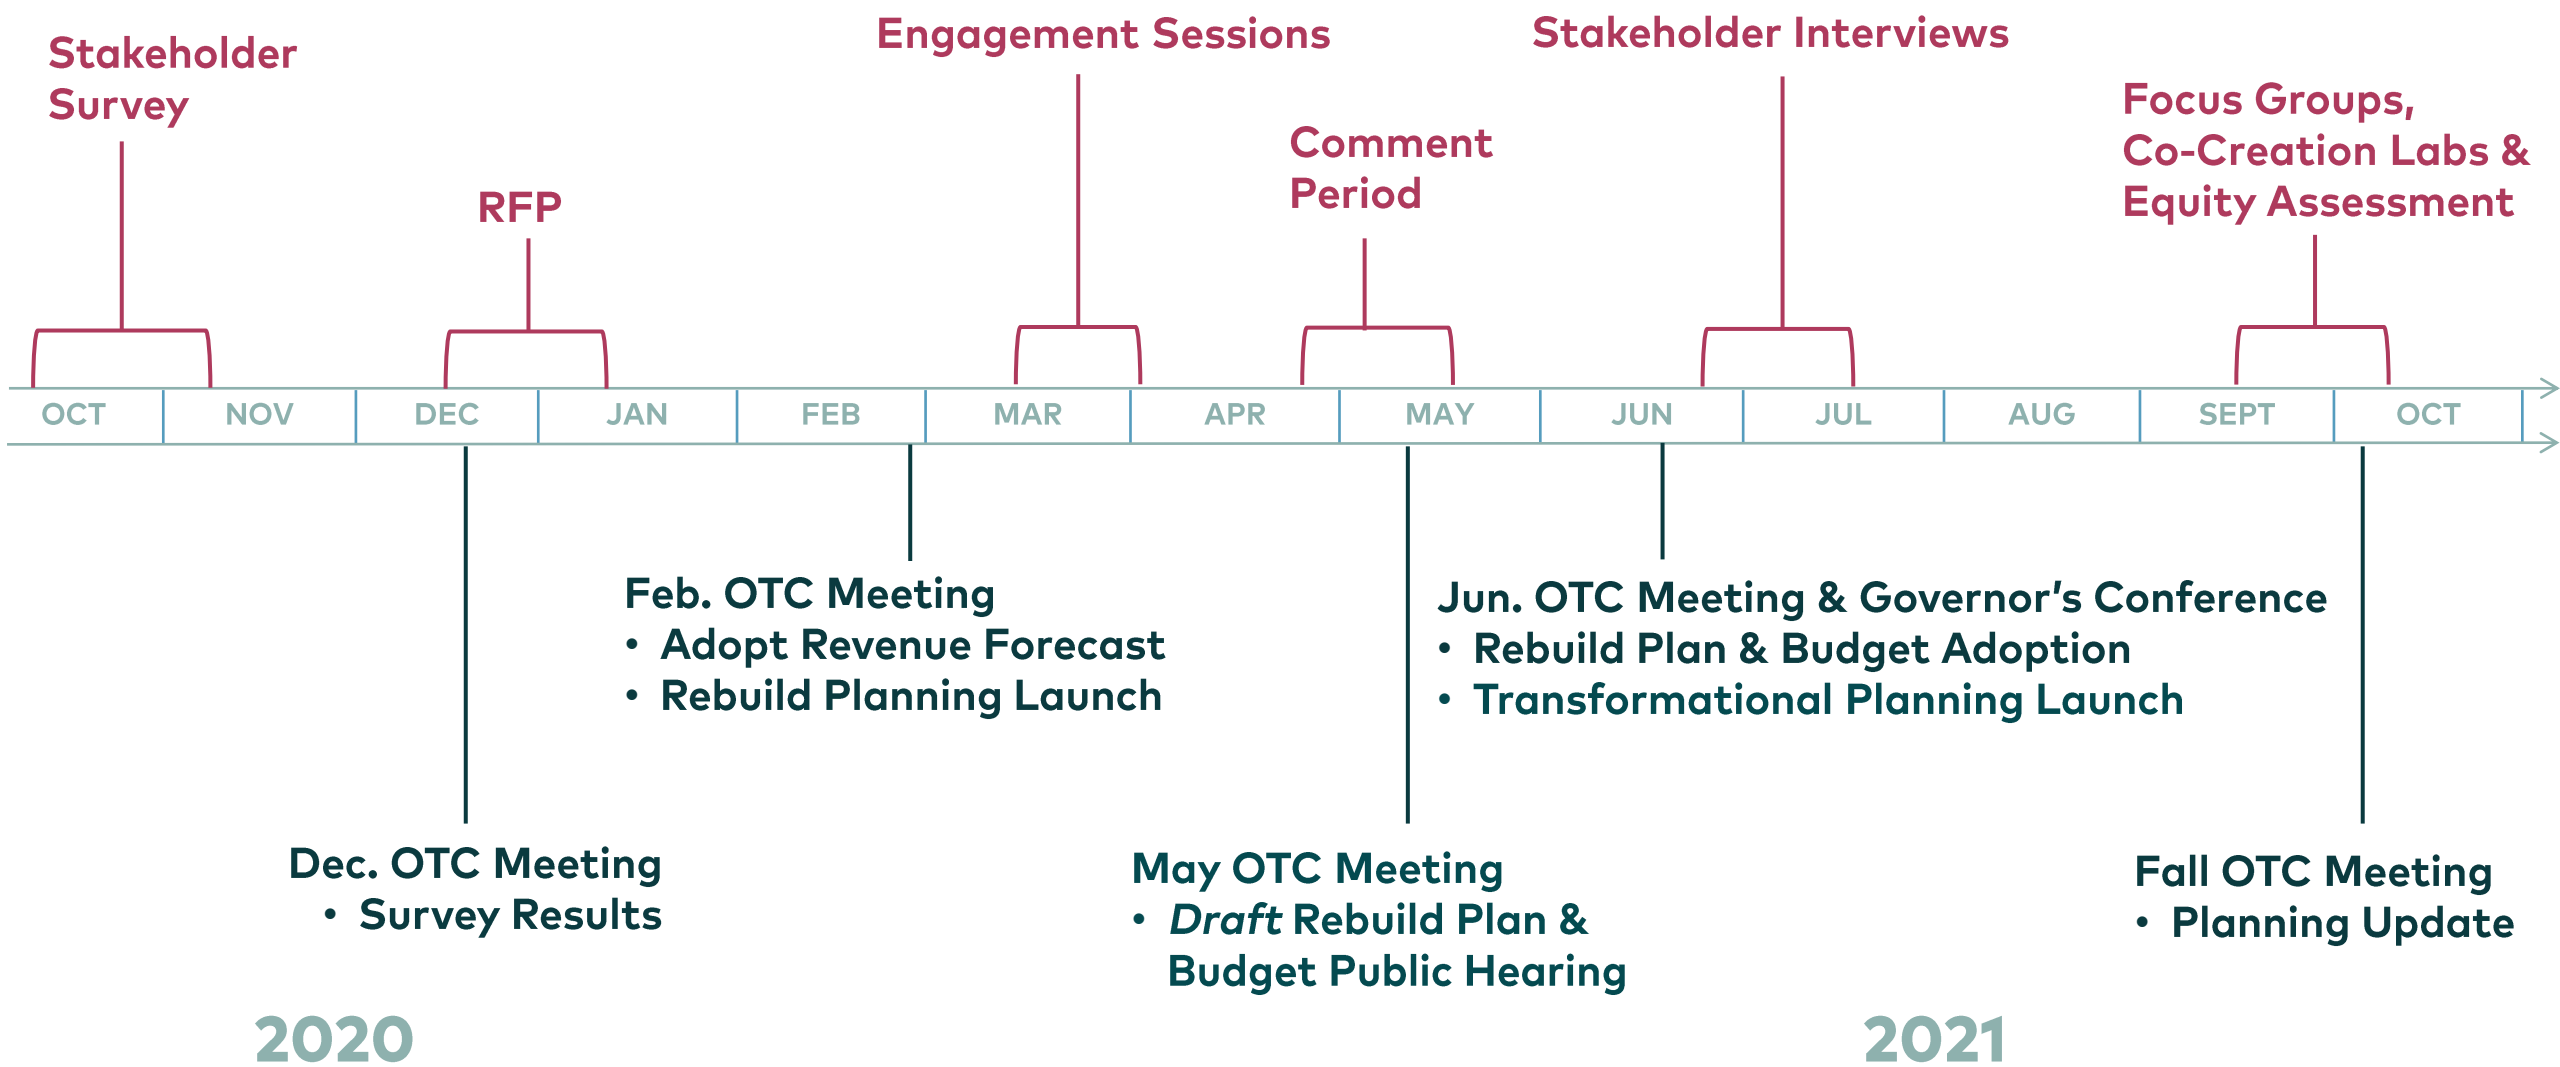 Stakeholder
Survey
RFP
Engagement Sessions
Comment
Period
Stakeholder Interviews
Focus Groups,
Co-Creation Labs &
Equity Assessment
OCT NOV DEC JAN FEB MAR APR MAY JUN JUL AUG SEPT OCT
Feb. OTC Meeting
• Adopt Revenue Forecast
• Rebuild Planning Launch
Jun. OTC Meeting & Governor’s Conference
• Rebuild Plan & Budget Adoption
• Transformational Planning Launch
Dec. OTC Meeting
• Survey Results
May OTC Meeting
• Draft Rebuild Plan &
Budget Public Hearing
Fall OTC Meeting
• Planning Update
2020
2021